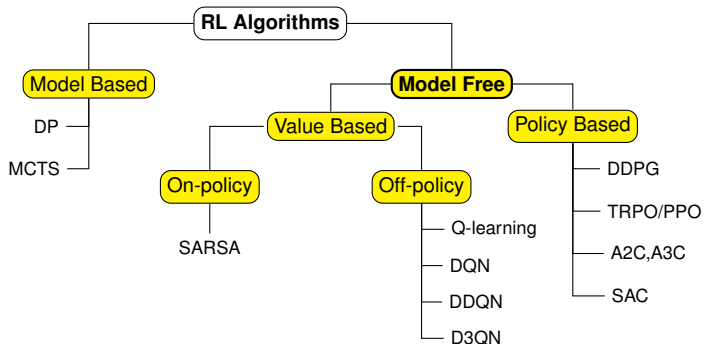 RL Algorithms
Model Based
Model Free
DP
MCTS
Value Based
Policy Based
On-policy
Off-policy
SARSA
Q-learning
DQN
DDQN
D3QN
DDPG
TRPO/PPO
A2C,A3C
SAC